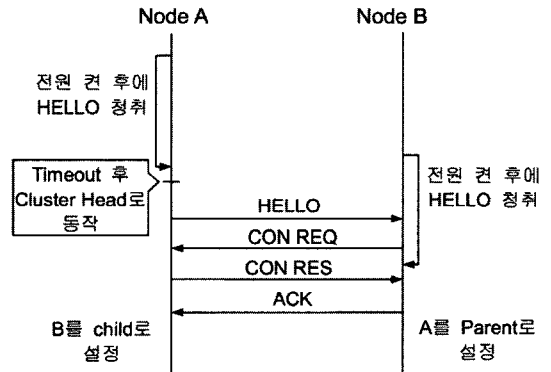 Node A
Node B
전원 켠 후에
HELLO 청취
Timeout 후
Cluster Head로
동작
전원 켠 후에
HELLO 청취
HELLO
CON REQ
CON RES
ACK
B를 child로
설정
A를 Parent로
설정